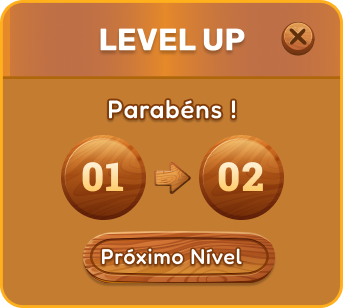 LEVEL UP
Parabéns !
01 02
Próximo Nível